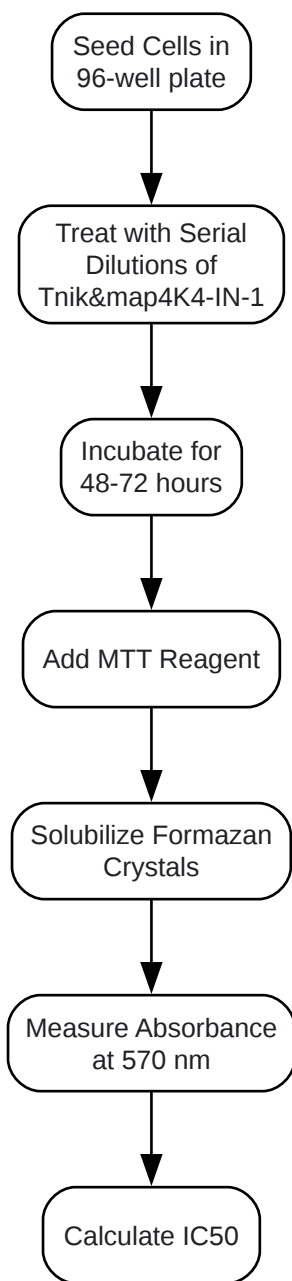 Seed Cells in
96-well plate
Treat with Serial
Dilutions of
Tnik&map4K4-IN-1
Incubate for
48-72 hours
Add MTT Reagent
Solubilize Formazan
Crystals
Measure Absorbance
at 570 nm
Calculate IC50